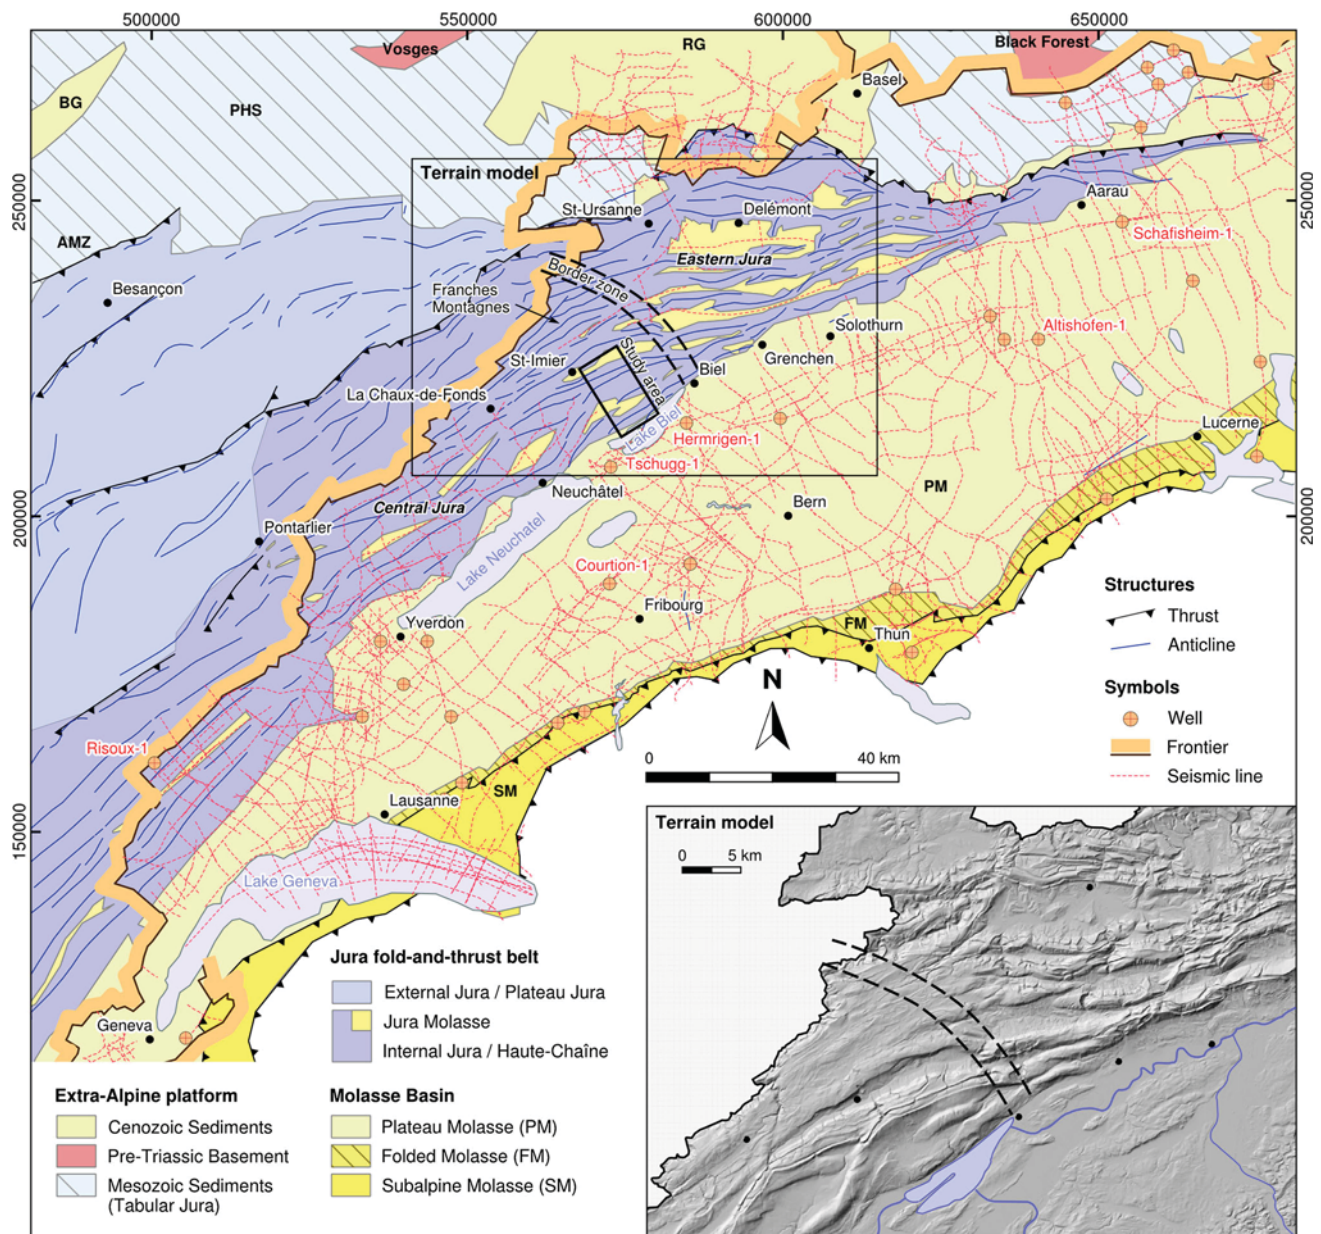 500000
550000
600000
650000
Vosges
RG
Black Forest
Basel
BG
PHS
Terrain model
250000
250000
St-Ursanne
Delémont
Aarau
Schafisheim-1
AMZ
Eastern Jura
Besançon
Border zone
Franches
Montagnes
Altishofen-1
Solothurn
St-Imier
Study area
Grenchen
Biel
La Chaux-de-Fonds
Lake Biel
Lucerne
Hermrigen-1
Tschugg-1
Neuchâtel
PM
Central Jura
Bern
200000
200000
Pontarlier
Lake Neuchatel
Courtion-1
Structures
Fribourg
Thrust
Yverdon
FM
Thun
Anticline
N
Symbols
Well
Risoux-1
0
40 km
Frontier
Seismic line
Lausanne
SM
150000
Terrain model
0
5 km
Lake Geneva
Jura fold-and-thrust belt
External Jura / Plateau Jura
Jura Molasse
Geneva
Internal Jura / Haute-Chaîne
Extra-Alpine platform
Molasse Basin
Cenozoic Sediments
Plateau Molasse (PM)
Pre-Triassic Basement
Folded Molasse (FM)
Mesozoic Sediments
(Tabular Jura)
Subalpine Molasse (SM)